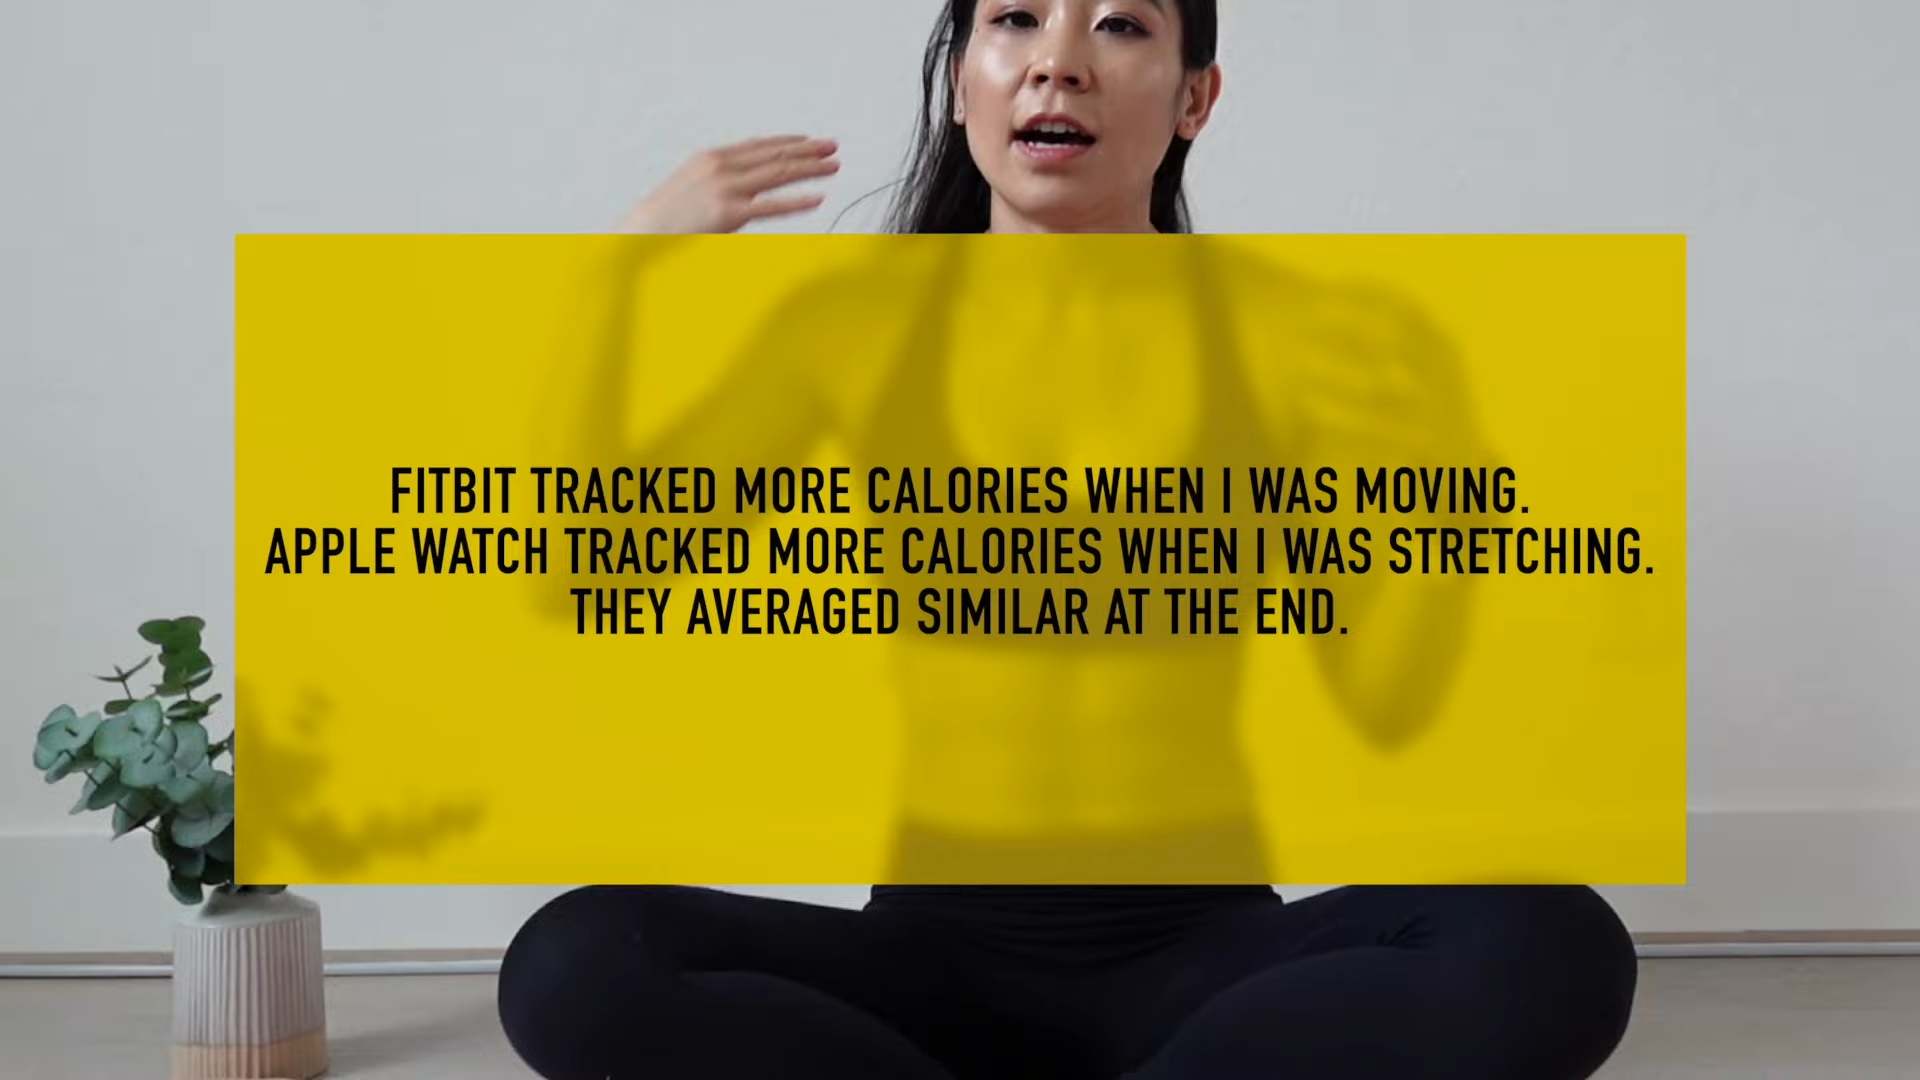 FITBIT TRACKED MORE CALORIES WHEN I WAS MOVING.
APPLE WATCH TRACKED MORE CALORIES WHEN I WAS STRETCHING.
THEY AVERAGED SIMILAR AT THE END.